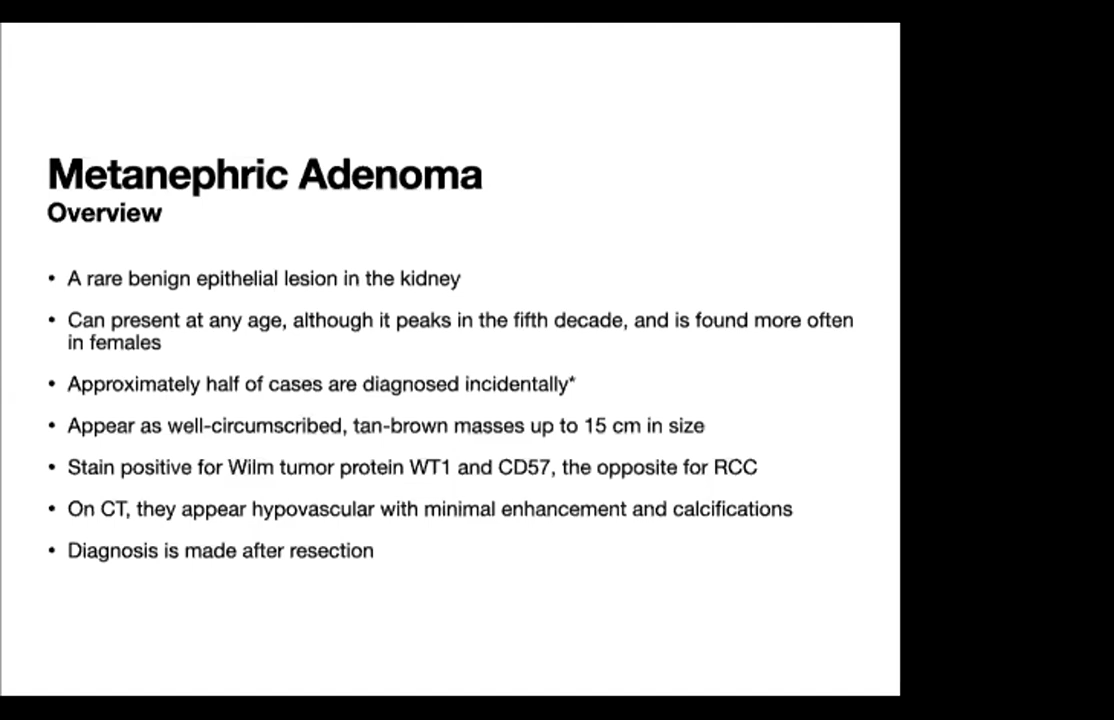 Metanephric Adenoma
Overview
• A rare benign epithelial lesion in the kidney
• Can present at any age, although it peaks in the fifth decade, and is found more often
in females
• Approximately half of cases are diagnosed incidentally*
• Appear as well-circumscribed, tan-brown masses up to 15 cm in size
• Stain positive for Wilm tumor protein WT1 and CD57, the opposite for RCC
• On CT, they appear hypovascular with minimal enhancement and calcifications
• Diagnosis is made after resection